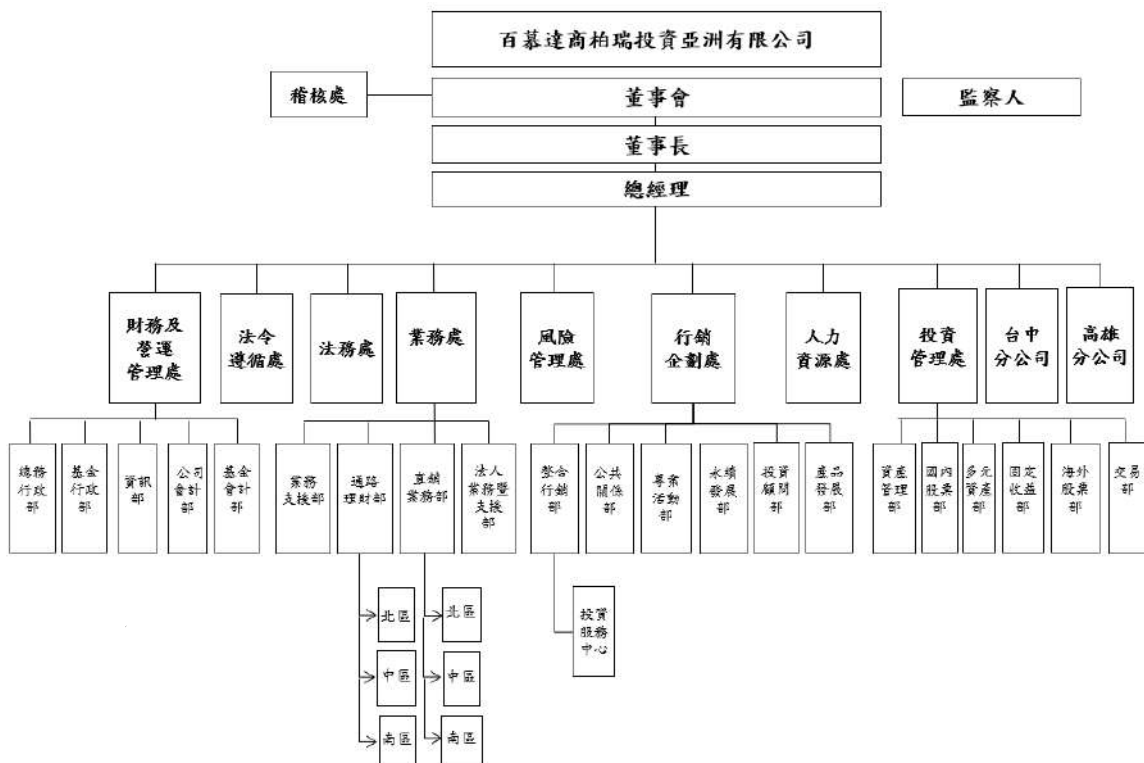 百慕達商柏瑞投資亞洲有限公司
稽核處
董事會
監察人
董事長
總經理
財務及
營運
管理處
法令
遵循處
法務處
業務處
風險
管理處
行銷
企劃處
人力
資源處
投資
管理處
台中
分公司
高雄
分公司
總務
行政
部
基金
行政
部
資訊
部
公司
會計
部
基金
會計
部
業務
支援部
通路
理財部
直銷
業務部
法人
業務暨
支援
部
整合
行銷
部
公共
關係
部
專案
活動
部
永續
發展
部
投資
顧問
部
產品
發展
部
資產
管理
部
國內
股票
部
多元
資產
部
固定
收益
部
海外
股票
部
交易
部
北區
北區
投資
服務
中心
中區
中區
南區
南區